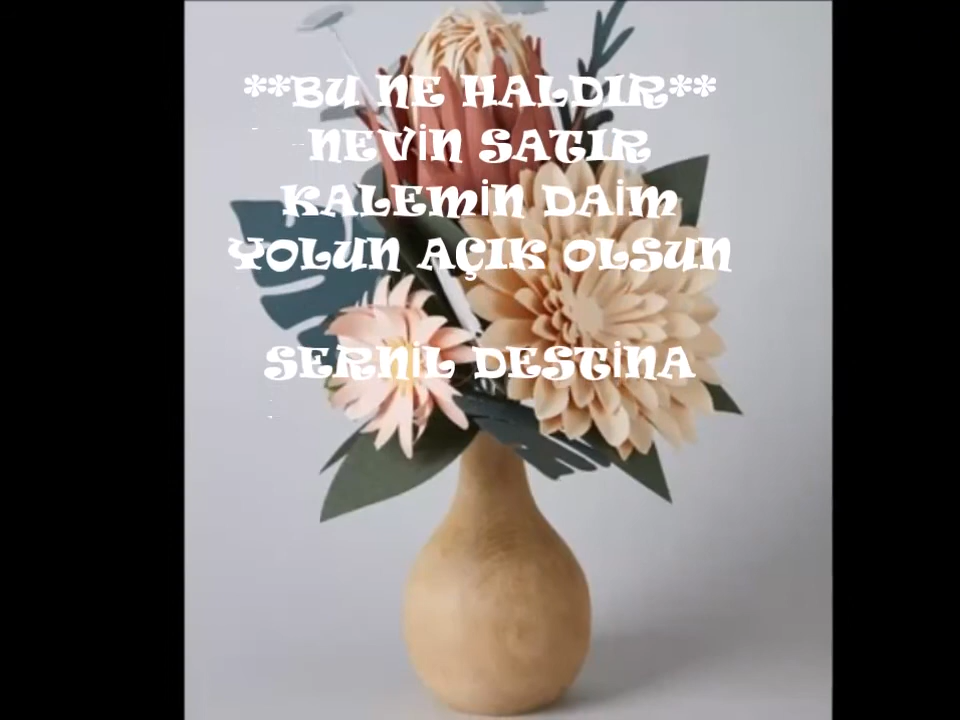 **BU NE HALDIR**
NEVİN SATIR
KALEMİN DAİM
YOLUN AÇIK OLSUN
SERNİL DESTİNA